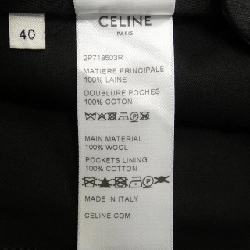 40
CELINE
PARIS
2P719503R
MATIERE PRINCIPALE
100% LAINE
DOUBLURE POCHES
100% COTON
MAIN MATERIAL
100% WOOL
POCKETS LINING
100% COTTON
MADE IN ITALY
CELINE.COM